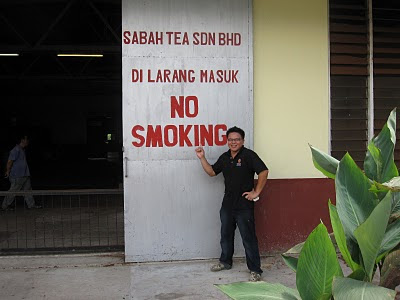 SABAH TEA SDN BHD
DI LARANG MASUK
NO
SMOKING